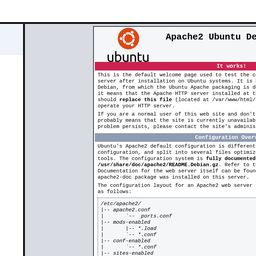 ubuntu
Apache2 Ubuntu De
It works!
This is the default welcome page used to test the c
server after installation on Ubuntu systems. It is
Debian, from which the Ubuntu Apache packaging is d
it means that the Apache HTTP server installed at t
should replace this file (located at /var/www/html/
operate your HTTP server.
If you are a normal user of this web site and don't
probably means that the site is currently unavailab
problem persists, please contact the site's adminis
Configuration Overv
Ubuntu's Apache2 default configuration is different
configuration, and split into several files optimiz
tools. The configuration system is fully documented
/usr/share/doc/apache2/README.Debian.gz. Refer to t
Documentation for the web server itself can be foun
apache2-doc package was installed on this server.
The configuration layout for an Apache2 web server
as follows:
/etc/apache2/
|-- apache2.conf
|   `--  ports.conf
|-- mods-enabled
|   |-- *.load
|   `-- *.conf
|-- conf-enabled
|   `-- *.conf
|-- sites-enabled